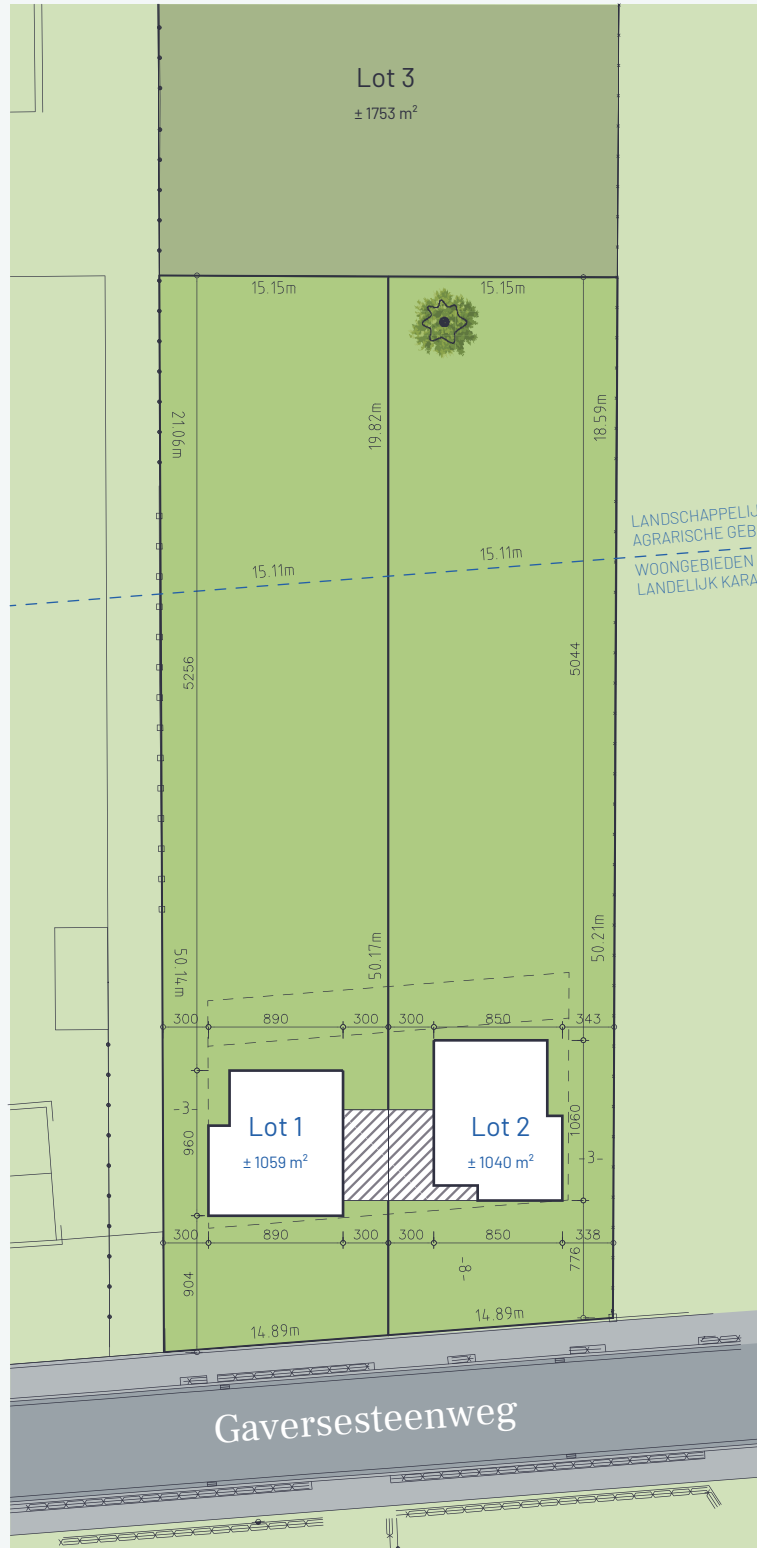 Lot 3
± 1753 m²
15.15m
15.15m
21.06m
19.82m
18.59m
LANDSCHAPPELIJ
AGRARISCHE GEB
WOONGEBIEDEN
LANDELIJK KARA
15.11m
15.11m
5256
5044
50.14m
50.17m
50.21m
300
890
300
300
850
343
-3-
960
Lot 1
± 1059 m²
Lot 2
± 1040 m²
1060
-3-
300
890
300
300
850
338
904
-8-
776
14.89m
14.89m
Gaversesteenweg